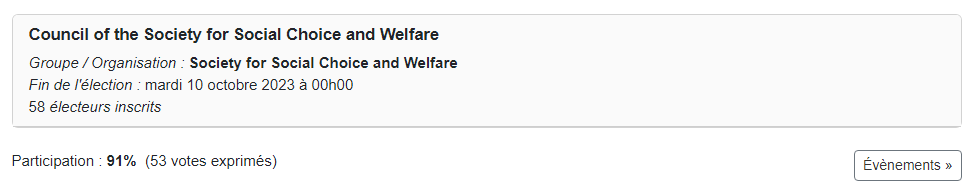 Council of the Society for Social Choice and Welfare
Groupe / Organisation : Society for Social Choice and Welfare
Fin de l'élection : mardi 10 octobre 2023 à 00h00
58 électeurs inscrits
Participation : 91% (53 votes exprimés)
Évènements »